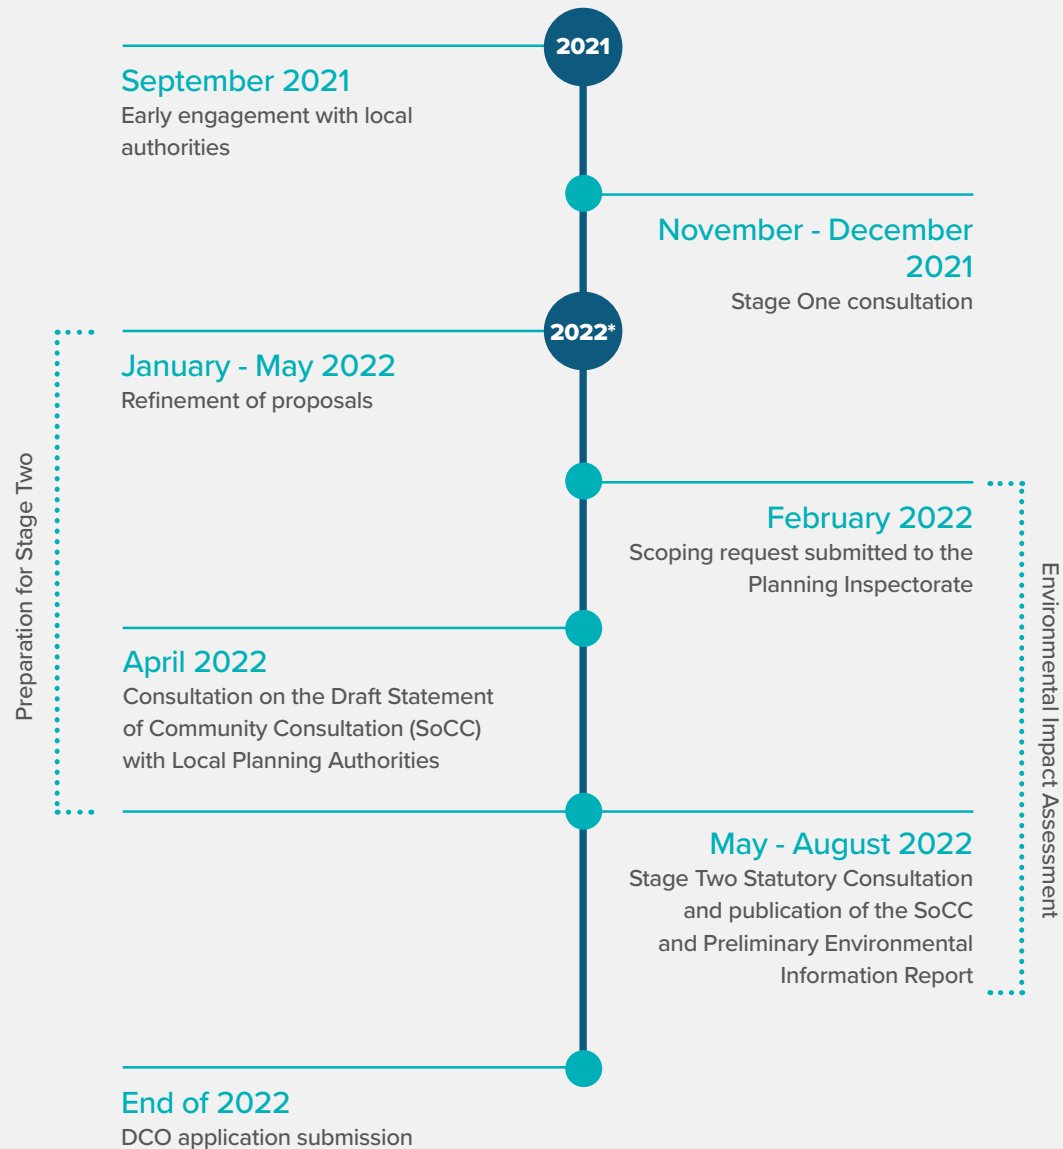 2021
September 2021
Early engagement with local
authorities
November - December
2021
Stage One consultation
2022*
January - May 2022
Refinement of proposals
Preparation for Stage Two
February 2022
Scoping request submitted to the
Planning Inspectorate
Environmental Impact Assessment
April 2022
Consultation on the Draft Statement
of Community Consultation (SoCC)
with Local Planning Authorities
May - August 2022
Stage Two Statutory Consultation
and publication of the SoCC
and Preliminary Environmental
Information Report
End of 2022
DCO application submission